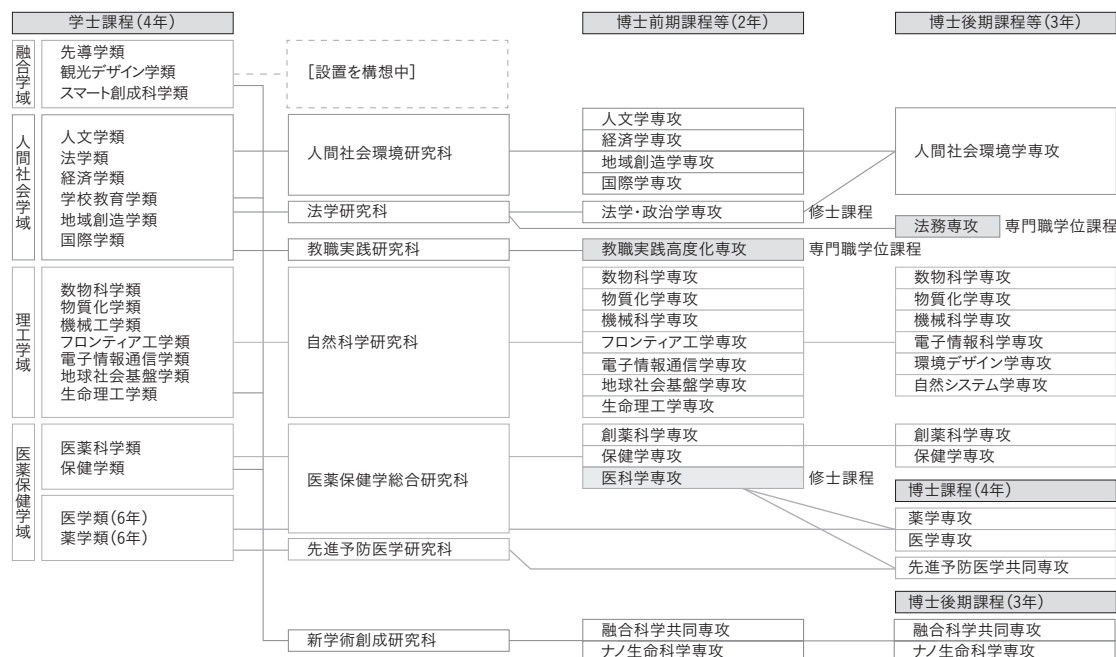 学士課程（4年）
博士前期課程等（2年）
博士後期課程等（3年）
融合学域
先導学類
観光デザイン学類
スマート創成科学類
［設置を構想中］
人間社会学域
人文学類
法学類
経済学類
学校教育学類
地域創造学類
国際学類
人間社会環境研究科
人文学専攻
経済学専攻
地域創造学専攻
国際学専攻
人間社会環境学専攻
法学研究科
法学・政治学専攻
修士課程
法務専攻
専門職学位課程
教職実践研究科
教職実践高度化専攻
専門職学位課程
理工学域
数物科学類
物質化学類
機械工学類
フロンティア工学類
電子情報通信学類
地球社会基盤学類
生命理工学類
自然科学研究科
数物科学専攻
物質化学専攻
機械科学専攻
フロンティア工学専攻
電子情報通信学専攻
地球社会基盤学専攻
生命理工学専攻
数物科学専攻
物質化学専攻
機械科学専攻
電子情報科学専攻
環境デザイン学専攻
自然システム学専攻
医薬保健学域
医薬科学類
保健学類
医学類（6年）
薬学類（6年）
医薬保健学総合研究科
創薬科学専攻
保健学専攻
医科学専攻
修士課程
創薬科学専攻
保健学専攻
博士課程（4年）
薬学専攻
医学専攻
先進予防医学研究科
先進予防医学共同専攻
博士後期課程（3年）
新学術創成研究科
融合科学共同専攻
ナノ生命科学専攻
融合科学共同専攻
ナノ生命科学専攻